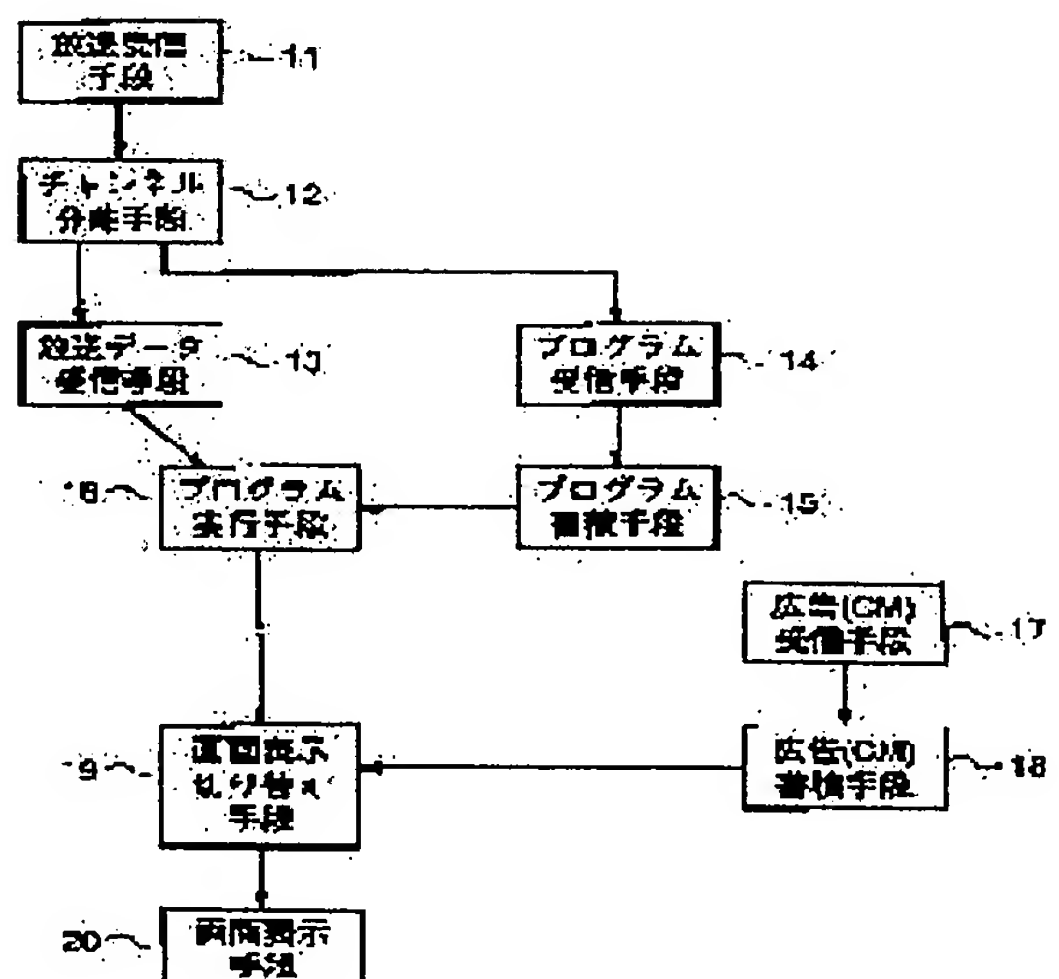 放送受信
手段
11
チャンネル
分離手段
12
放送データ
受信手段
13
プログラム
受信手段
14
プログラム
実行手段
プログラム
蓄積手段
15
広告(CM)
受信手段
17
画面表示
切り替え
手段
広告(CM)
蓄積手段
18
画面表示
手段
20